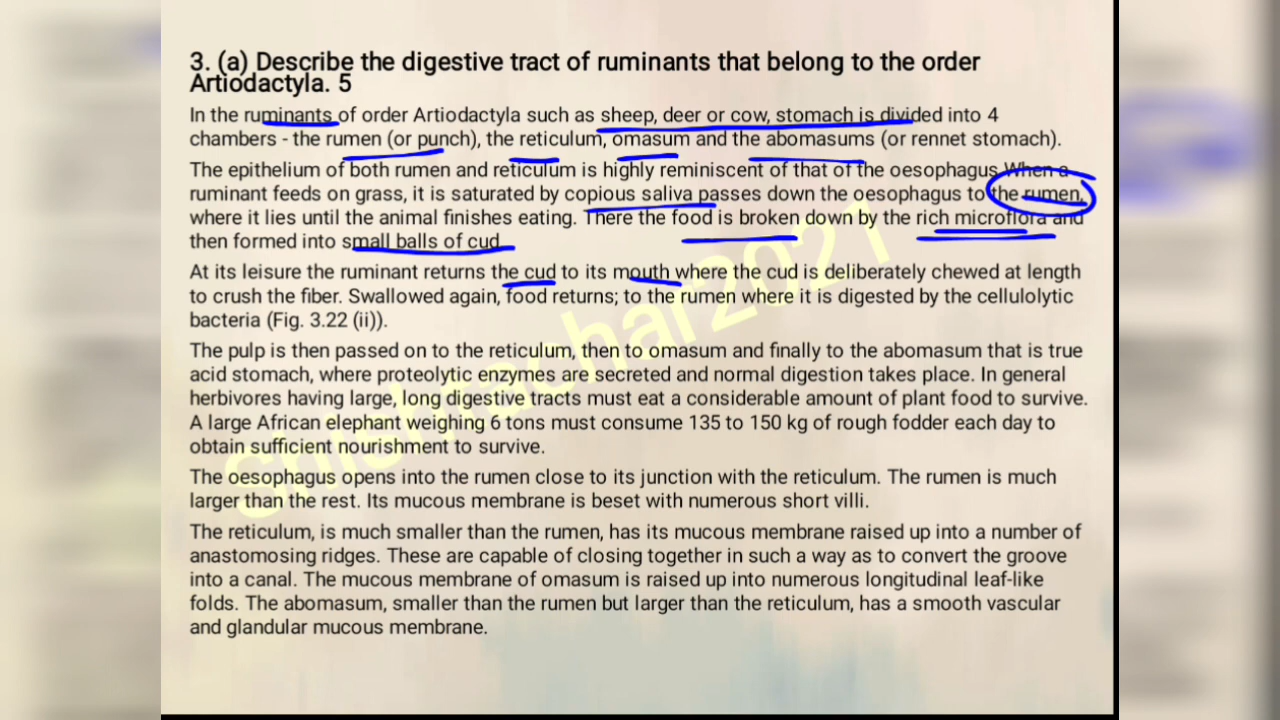 3. (a) Describe the digestive tract of ruminants that belong to the order
Artiodactyla. 5
In the ruminants of order Artiodactyla such as sheep, deer or cow, stomach is divided into 4
chambers - the rumen (or punch), the reticulum, omasum and the abomasums (or rennet stomach).
The epithelium of both rumen and reticulum is highly reminiscent of that of the oesophagus. When a
ruminant feeds on grass, it is saturated by copious saliva passes down the oesophagus to the rumen,
where it lies until the animal finishes eating. There the food is broken down by the rich microflora and
then formed into small balls of cud.
At its leisure the ruminant returns the cud to its mouth where the cud is deliberately chewed at length
to crush the fiber. Swallowed again, food returns; to the rumen where it is digested by the cellulolytic
bacteria (Fig. 3.22 (ii)).
The pulp is then passed on to the reticulum, then to omasum and finally to the abomasum that is true
acid stomach, where proteolytic enzymes are secreted and normal digestion takes place. In general
herbivores having large, long digestive tracts must eat a considerable amount of plant food to survive.
A large African elephant weighing 6 tons must consume 135 to 150 kg of rough fodder each day to
obtain sufficient nourishment to survive.
The oesophagus opens into the rumen close to its junction with the reticulum. The rumen is much
larger than the rest. Its mucous membrane is beset with numerous short villi.
The reticulum, is much smaller than the rumen, has its mucous membrane raised up into a number of
anastomosing ridges. These are capable of closing together in such a way as to convert the groove
into a canal. The mucous membrane of omasum is raised up into numerous longitudinal leaf-like
folds. The abomasum, smaller than the rumen but larger than the reticulum, has a smooth vascular
and glandular mucous membrane.